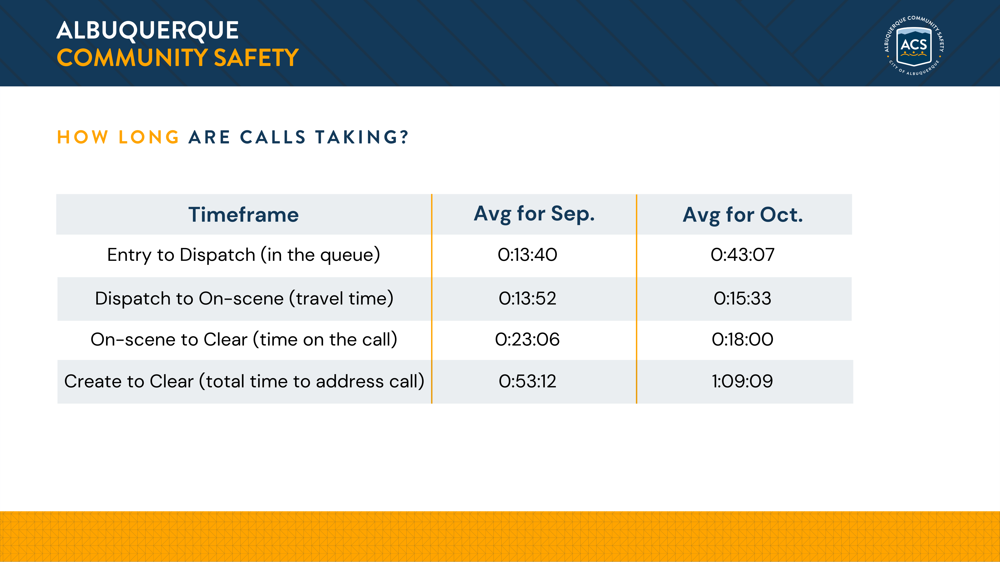 ALBUQUERQUE
COMMUNITY SAFETY
ALBUQUERQUE COMMUNITY SAFETY
ACS
CITY OF ALBUQUERQUE
HOW LONG ARE CALLS TAKING?
Timeframe Avg for Sep. Avg for Oct.
Entry to Dispatch (in the queue) 0:13:40 0:43:07
Dispatch to On-scene (travel time) 0:13:52 0:15:33
On-scene to Clear (time on the call) 0:23:06 0:18:00
Create to Clear (total time to address call) 0:53:12 1:09:09